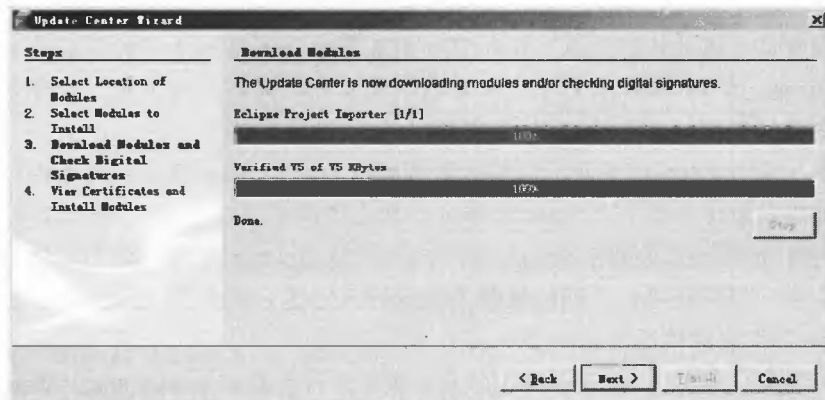 Update Center Wizard
Steps
1. Select Location of
Modules
2. Select Modules to
Install
3. Download Modules and
Check Digital
Signatures
4. View Certificates and
Install Modules
Download Modules
The Update Center is now downloading modules and/or checking digital signatures.
Eclipse Project Importer [1/1]
100%
Verified 75 of 75 KBytes
100%
Done.
Stop
< Back
Next >
Finish
Cancel